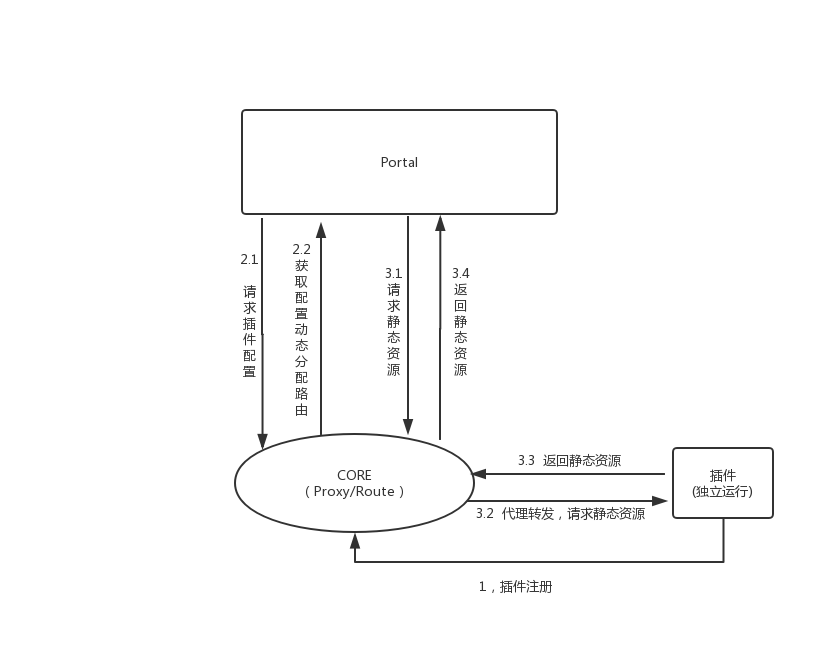 Portal
2.1
请求插件配置
2.2
获取配置动态分配路由
3.1
请求静态资源
3.4
返回静态资源
CORE
（Proxy/Route）
3.3 返回静态资源
3.2 代理转发，请求静态资源
插件
(独立运行)
1，插件注册